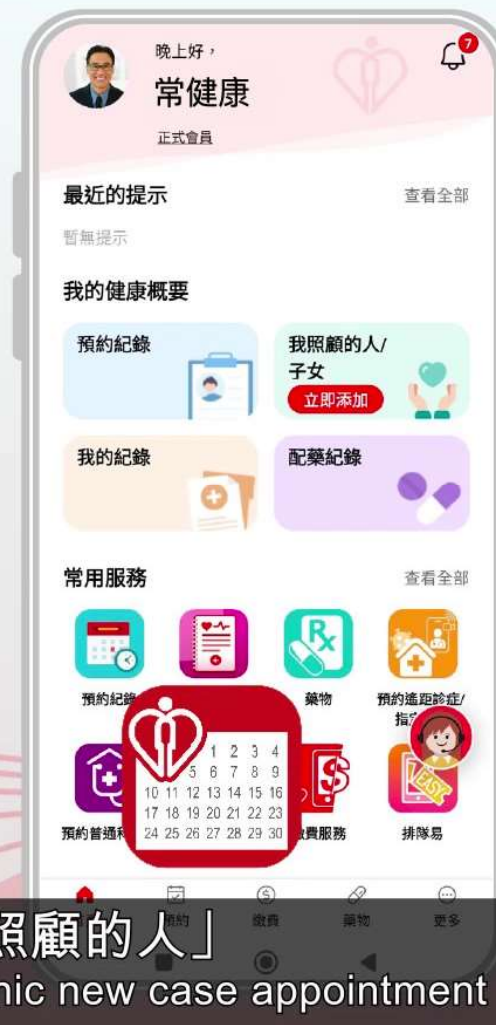 晚上好，
7
常健康
正式會員
最近的提示
查看全部
暫無提示
我的健康概要
預約紀錄
我照顧的人/
子女
立即添加
我的紀錄
配藥紀錄
常用服務
查看全部
Rx
預約紀錄
藥物
預約遙距診症/
1 2 3 4
5 6 7 8 9
10 11 12 13 14 15 16
17 18 19 20 21 22 23
24 25 26 27 28 29 30
$
EASY
預約普通科
費服務
排隊易
預約
繳費
藥物
更多
照顧的人」
nic new case appointment